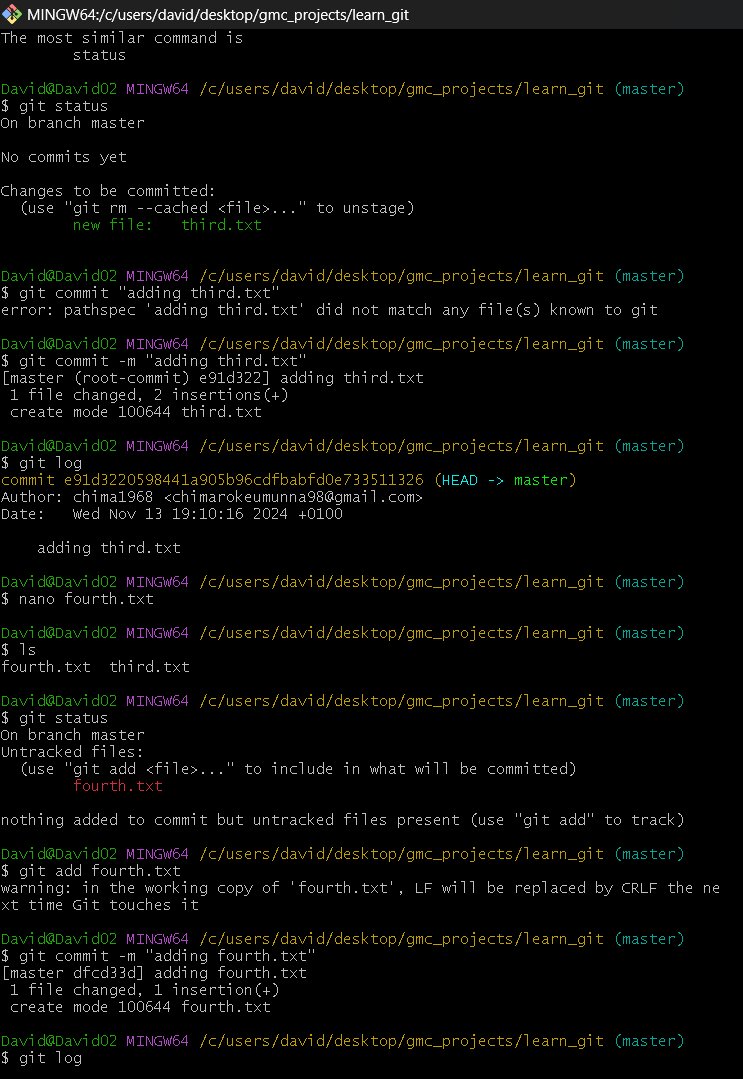 MINGW64:/c/users/david/desktop/gmc_projects/learn_git
The most similar command is
        status

David@David02 MINGW64 /c/users/david/desktop/gmc_projects/learn_git (master)
$ git status
On branch master

No commits yet

Changes to be committed:
  (use "git rm --cached <file>..." to unstage)
        new file:   third.txt


David@David02 MINGW64 /c/users/david/desktop/gmc_projects/learn_git (master)
$ git commit "adding third.txt"
error: pathspec 'adding third.txt' did not match any file(s) known to git

David@David02 MINGW64 /c/users/david/desktop/gmc_projects/learn_git (master)
$ git commit -m "adding third.txt"
[master (root-commit) e91d322] adding third.txt
 1 file changed, 2 insertions(+)
 create mode 100644 third.txt

David@David02 MINGW64 /c/users/david/desktop/gmc_projects/learn_git (master)
$ git log
commit e91d3220598441a905b96cdfbabfd0e733511326 (HEAD -> master)
Author: chima1968 <chimarokeumunna98@gmail.com>
Date:   Wed Nov 13 19:10:16 2024 +0100

    adding third.txt

David@David02 MINGW64 /c/users/david/desktop/gmc_projects/learn_git (master)
$ nano fourth.txt

David@David02 MINGW64 /c/users/david/desktop/gmc_projects/learn_git (master)
$ ls
fourth.txt  third.txt

David@David02 MINGW64 /c/users/david/desktop/gmc_projects/learn_git (master)
$ git status
On branch master
Untracked files:
  (use "git add <file>..." to include in what will be committed)
        fourth.txt

nothing added to commit but untracked files present (use "git add" to track)

David@David02 MINGW64 /c/users/david/desktop/gmc_projects/learn_git (master)
$ git add fourth.txt
warning: in the working copy of 'fourth.txt', LF will be replaced by CRLF the ne
xt time Git touches it

David@David02 MINGW64 /c/users/david/desktop/gmc_projects/learn_git (master)
$ git commit -m "adding fourth.txt"
[master dfcd33d] adding fourth.txt
 1 file changed, 1 insertion(+)
 create mode 100644 fourth.txt

David@David02 MINGW64 /c/users/david/desktop/gmc_projects/learn_git (master)
$ git log